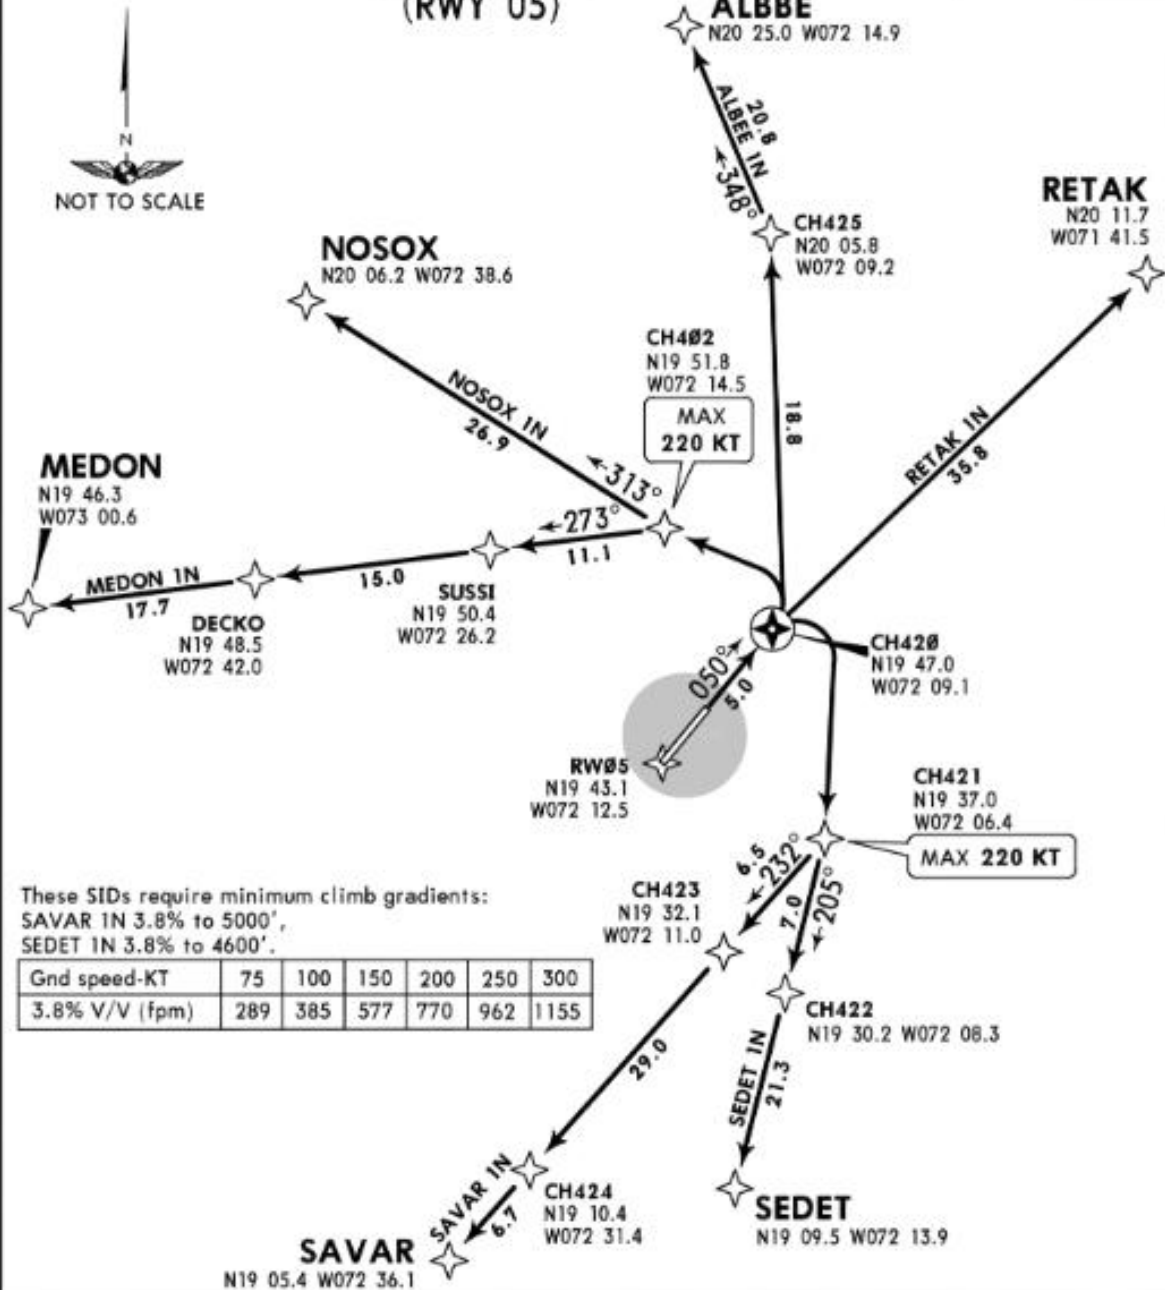 (RWY 05)
ALBBE
N20 25.0 W072 14.9
N
NOT TO SCALE
20.8
ALBEE 1N
348°
RETAK
N20 11.7
W071 41.5
CH425
N20 05.8
W072 09.2
NOSOX
N20 06.2 W072 38.6
CH4Ø2
N19 51.8
W072 14.5
MAX
220 KT
NOSOX 1N
26.9
18.8
RETAK 1N
35.8
MEDON
N19 46.3
W073 00.6
313°
273°
11.1
MEDON 1N
17.7
15.0
SUSSI
N19 50.4
W072 26.2
DECKO
N19 48.5
W072 42.0
CH42Ø
N19 47.0
W072 09.1
050°
5.0
RWØ5
N19 43.1
W072 12.5
CH421
N19 37.0
W072 06.4
MAX 220 KT
6.5
232°
7.0
205°
CH423
N19 32.1
W072 11.0
These SIDs require minimum climb gradients:
SAVAR 1N 3.8% to 5000',
SEDET 1N 3.8% to 4600'.
Gnd speed-KT 75 100 150 200 250 300
3.8% V/V (fpm) 289 385 577 770 962 1155
CH422
N19 30.2 W072 08.3
29.0
SEDET 1N
21.3
SAVAR 1N
6.7
CH424
N19 10.4
W072 31.4
SEDET
N19 09.5 W072 13.9
SAVAR
N19 05.4 W072 36.1